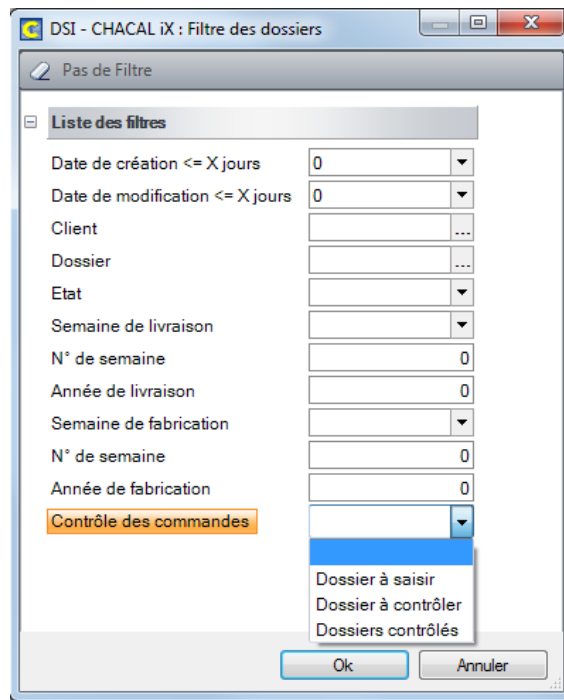 DSI - CHACAL iX : Filtre des dossiers
Pas de Filtre
Liste des filtres
Date de création <= X jours 0
Date de modification <= X jours 0
Client ...
Dossier ...
Etat
Semaine de livraison
N° de semaine 0
Année de livraison 0
Semaine de fabrication
N° de semaine 0
Année de fabrication 0
Contrôle des commandes
Dossier à saisir
Dossier à contrôler
Dossiers contrôlés
Ok Annuler